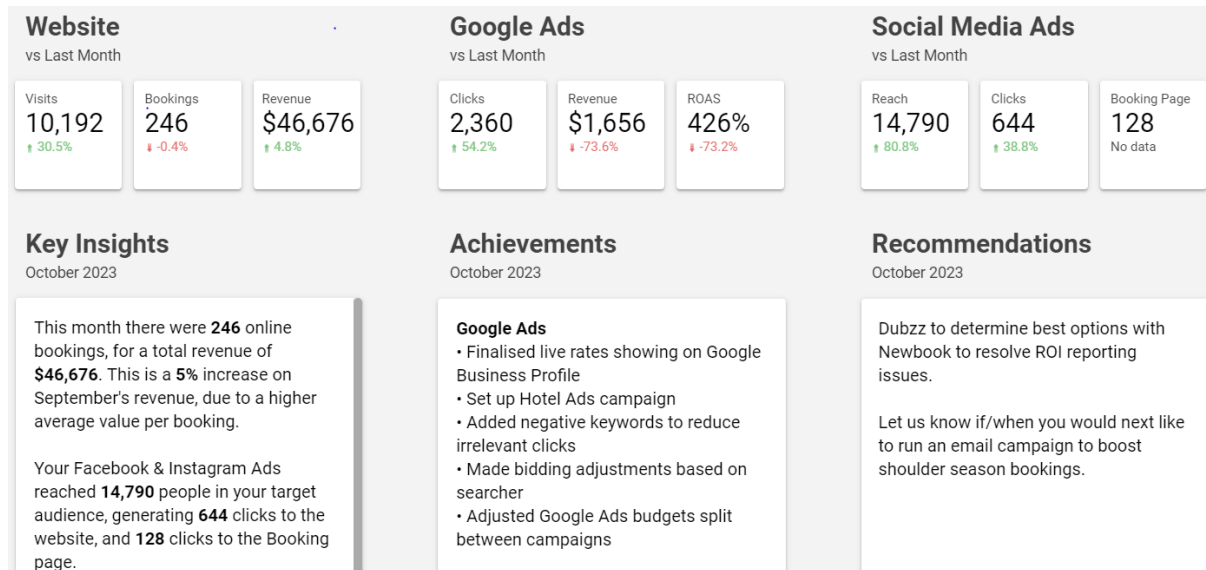 Website
vs Last Month
Visits
10,192
30.5%
Bookings
246
-0.4%
Revenue
$46,676
4.8%
Google Ads
vs Last Month
Clicks
2,360
54.2%
Revenue
$1,656
-73.6%
ROAS
426%
-73.2%
Social Media Ads
vs Last Month
Reach
14,790
80.8%
Clicks
644
38.8%
Booking Page
128
No data
Key Insights
October 2023
This month there were 246 online
bookings, for a total revenue of
$46,676. This is a 5% increase on
September's revenue, due to a higher
average value per booking.
Your Facebook & Instagram Ads
reached 14,790 people in your target
audience, generating 644 clicks to the
website, and 128 clicks to the Booking
page.
Achievements
October 2023
Google Ads
• Finalised live rates showing on Google
Business Profile
• Set up Hotel Ads campaign
• Added negative keywords to reduce
irrelevant clicks
• Made bidding adjustments based on
searcher
• Adjusted Google Ads budgets split
between campaigns
Recommendations
October 2023
Dubzz to determine best options with
Newbook to resolve ROI reporting
issues.
Let us know if/when you would next like
to run an email campaign to boost
shoulder season bookings.